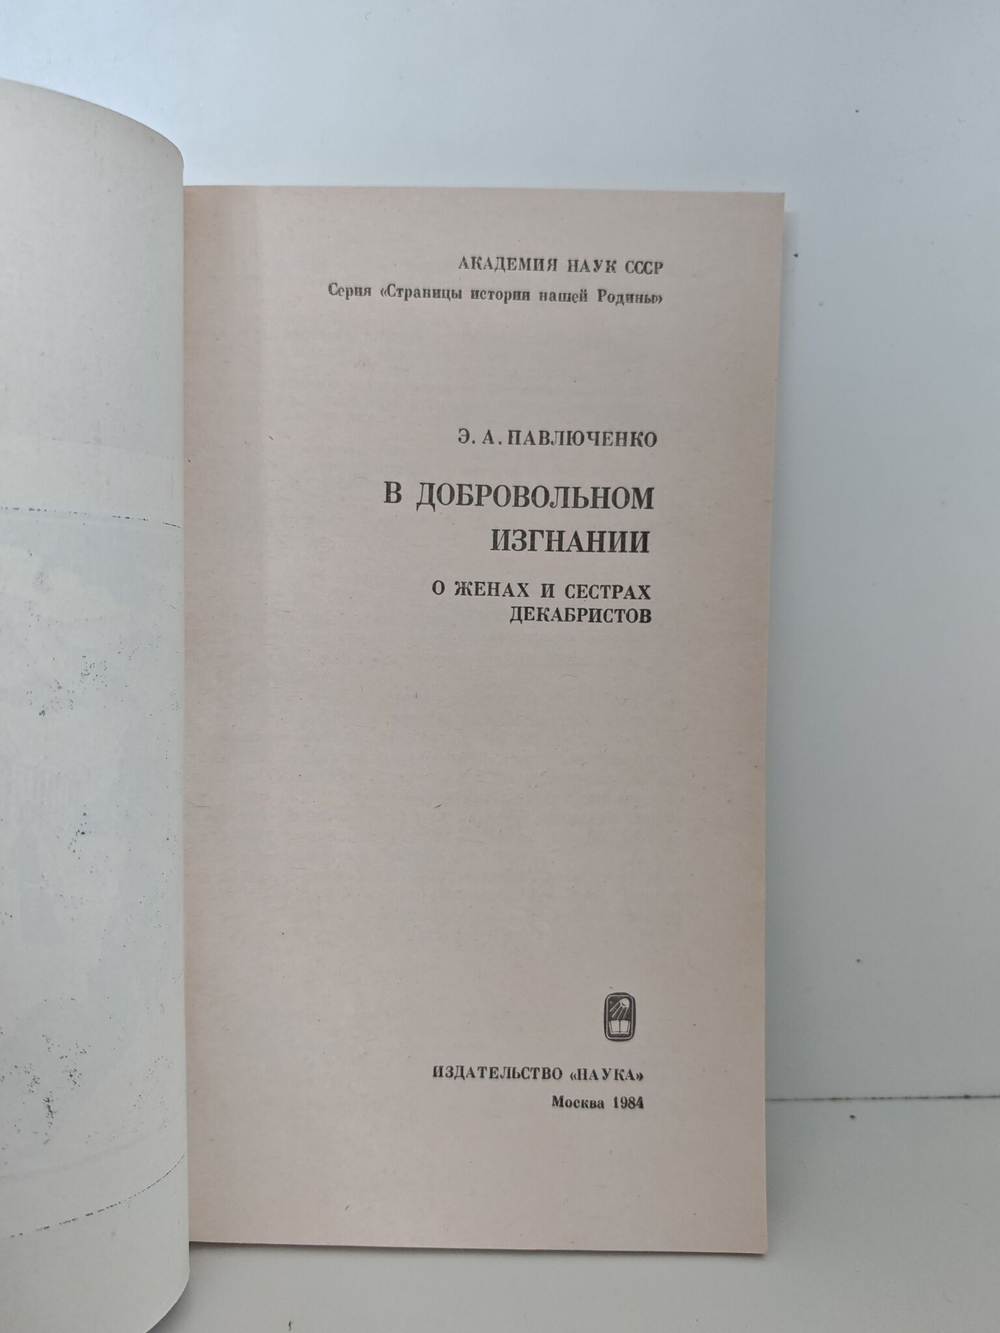 АКАДЕМИЯ НАУК СССР
Серия «Страницы истории нашей Родины»
Э. А. ПАВЛЮЧЕНКО
В ДОБРОВОЛЬНОМ
ИЗГНАНИИ
О ЖЕНАХ И СЕСТРАХ
ДЕКАБРИСТОВ
ИЗДАТЕЛЬСТВО «НАУКА»
Москва 1984